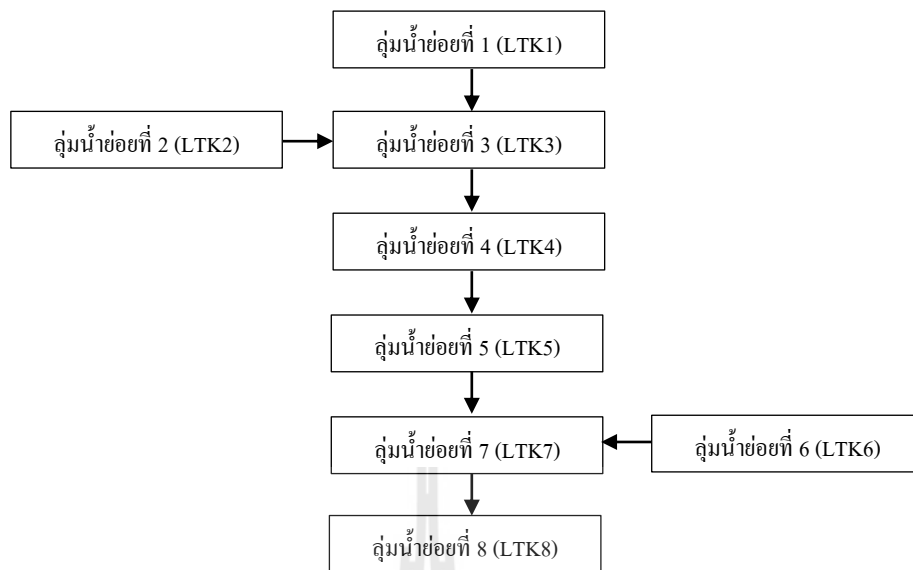 ลุ่มน้ำย่อยที่ 1 (LTK1)
ลุ่มน้ำย่อยที่ 2 (LTK2)
ลุ่มน้ำย่อยที่ 3 (LTK3)
ลุ่มน้ำย่อยที่ 4 (LTK4)
ลุ่มน้ำย่อยที่ 5 (LTK5)
ลุ่มน้ำย่อยที่ 7 (LTK7)
ลุ่มน้ำย่อยที่ 6 (LTK6)
ลุ่มน้ำย่อยที่ 8 (LTK8)